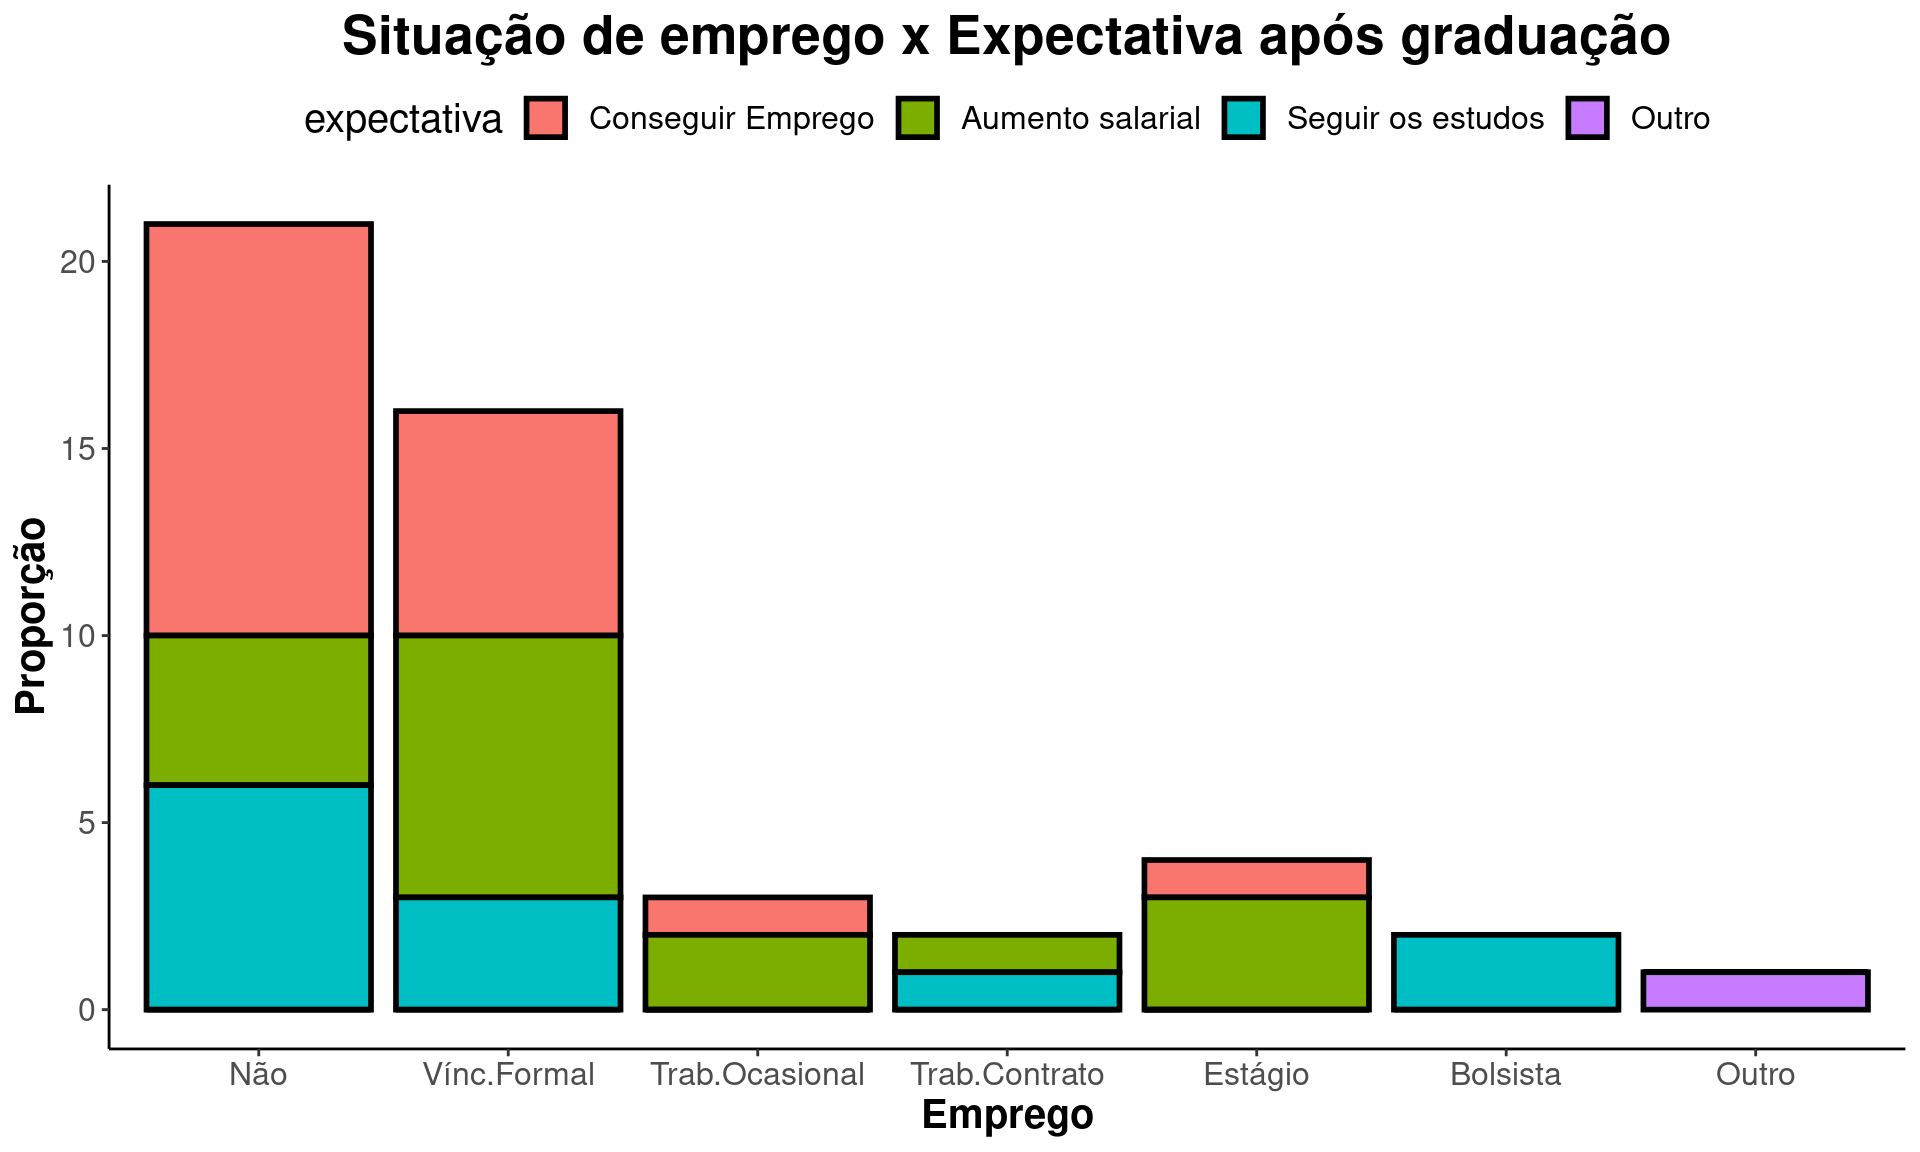 Situação de emprego x Expectativa após graduação
expectativa Conseguir Emprego Aumento salarial Seguir os estudos Outro
Proporção
20
15
10
5
0
Não Vínc.Formal Trab.Ocasional Trab.Contrato Estágio Bolsista Outro
Emprego